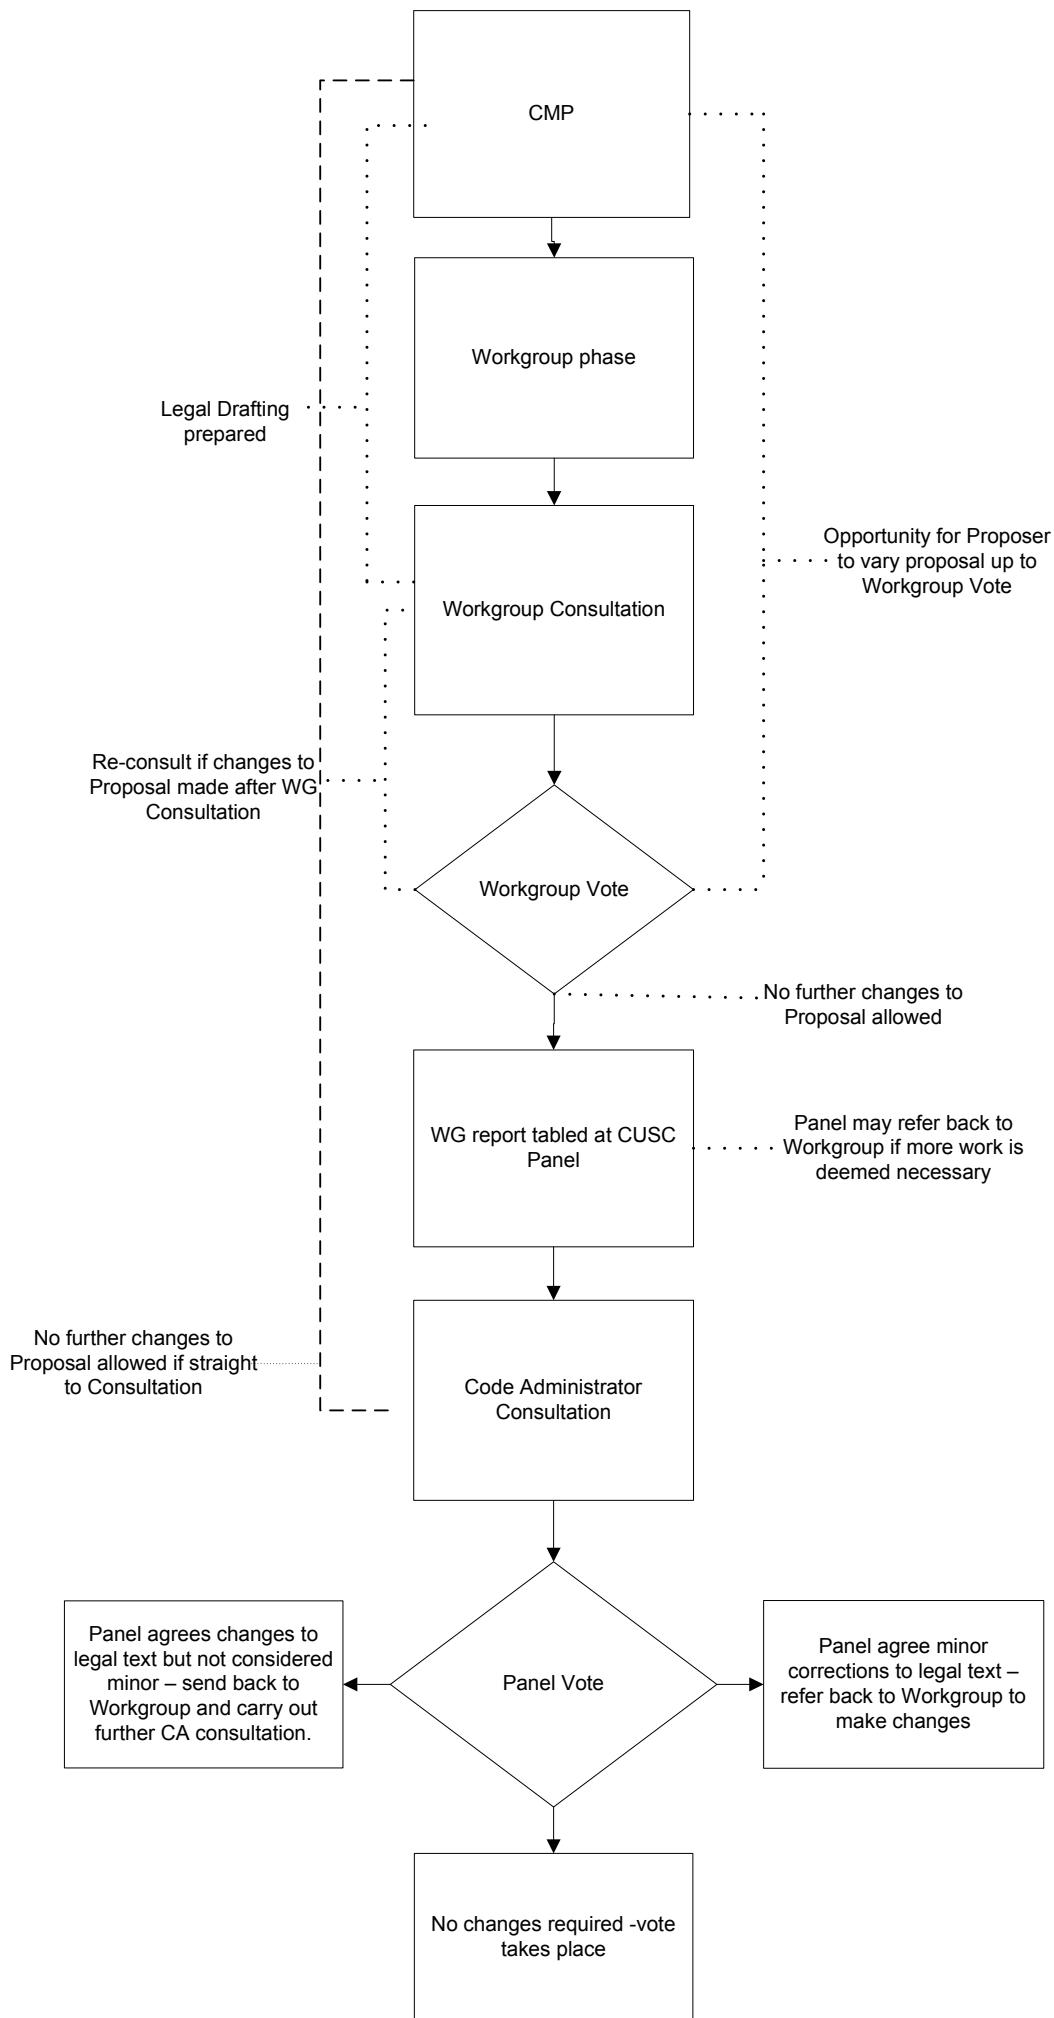 CMP
Workgroup phase
Legal Drafting
prepared
Opportunity for Proposer
to vary proposal up to
Workgroup Vote
Workgroup Consultation
Re-consult if changes to
Proposal made after WG
Consultation
Workgroup Vote
No further changes to
Proposal allowed
WG report tabled at CUSC
Panel
Panel may refer back to
Workgroup if more work is
deemed necessary
No further changes to
Proposal allowed if straight
to Consultation
Code Administrator
Consultation
Panel agrees changes to
legal text but not considered
minor – send back to
Workgroup and carry out
further CA consultation.
Panel Vote
Panel agree minor
corrections to legal text –
refer back to Workgroup to
make changes
No changes required -vote
takes place